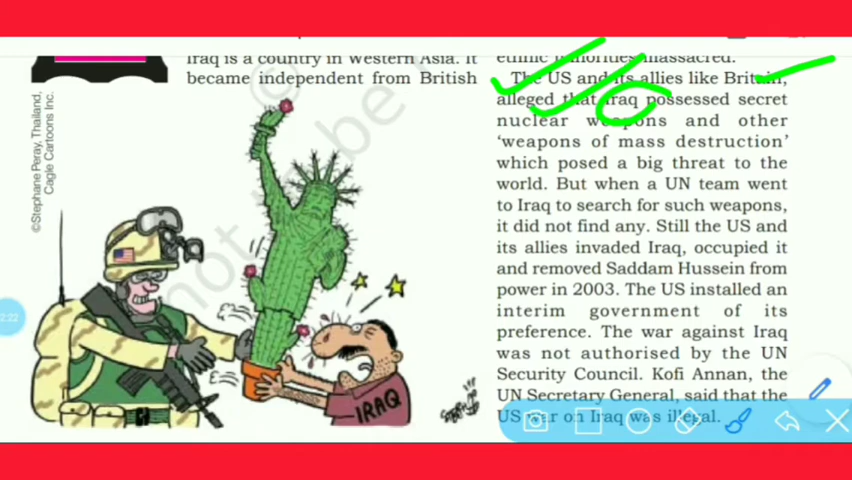 Iraq is a country in Western Asia. It
became independent from British
©Stephane Peray, Thailand,
Cagle Cartoons Inc.
IRAQ
2:22
ethnic minorities massacred.
The US and its allies like Britain,
alleged that Iraq possessed secret
nuclear weapons and other
‘weapons of mass destruction’
which posed a big threat to the
world. But when a UN team went
to Iraq to search for such weapons,
it did not find any. Still the US and
its allies invaded Iraq, occupied it
and removed Saddam Hussein from
power in 2003. The US installed an
interim government of its
preference. The war against Iraq
was not authorised by the UN
Security Council. Kofi Annan, the
UN Secretary General, said that the
US war on Iraq was illegal.